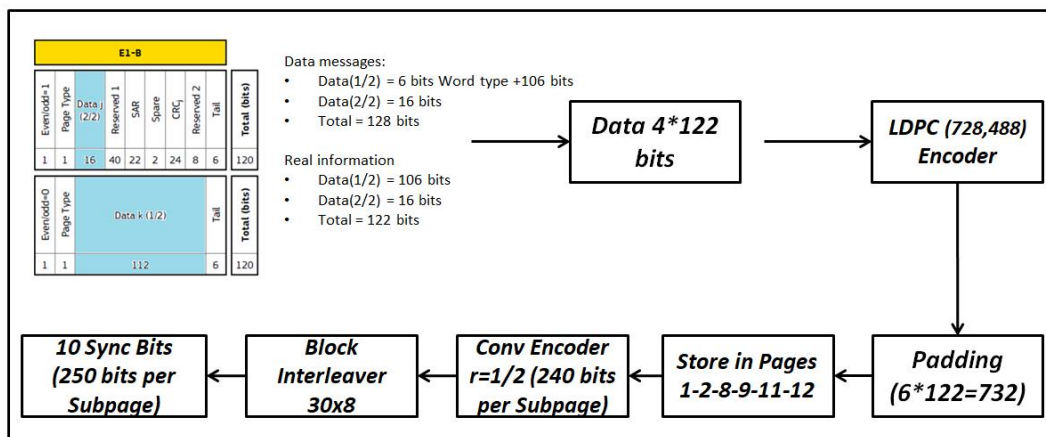 E1-B
Even/odd=1
Page Type
Data j
(2/2)
Reserved 1
SAR
Spare
CRCj
Reserved 2
Tail
Total (bits)
1 1 16 40 22 2 24 8 6 120
Even/odd=0
Page Type
Data k (1/2)
Tail
Total (bits)
1 1 112 6 120
Data messages:
• Data(1/2) = 6 bits Word type +106 bits
• Data(2/2) = 16 bits
• Total = 128 bits
Real information
• Data(1/2) = 106 bits
• Data(2/2) = 16 bits
• Total = 122 bits
Data 4*122
bits
LDPC (728,488)
Encoder
Padding
(6*122=732)
Store in Pages
1-2-8-9-11-12
Conv Encoder
r=1/2 (240 bits
per Subpage)
Block
Interleaver
30x8
10 Sync Bits
(250 bits per
Subpage)